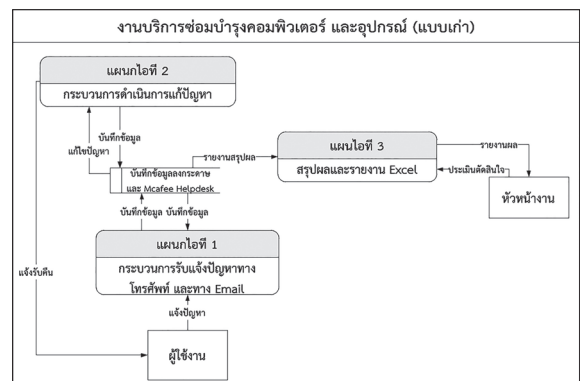 งานบริการซ่อมบำรุงคอมพิวเตอร์ และอุปกรณ์ (แบบเก่า)
แผนกไอที 2
กระบวนการดำเนินการแก้ปัญหา
บันทึกข้อมูล
แก้ไขปัญหา
รายงานสรุปผล
แผนไอที 3
สรุปผลและรายงาน Excel
รายงานผล
ประเมินตัดสินใจ
หัวหน้างาน
บันทึกข้อมูลลงกระดาษ
และ Mcafee Helpdesk
บันทึกข้อมูล บันทึกข้อมูล
แผนกไอที 1
กระบวนการรับแจ้งปัญหาทาง
โทรศัพท์ และทาง Email
แจ้งรับคืน
แจ้งปัญหา
ผู้ใช้งาน